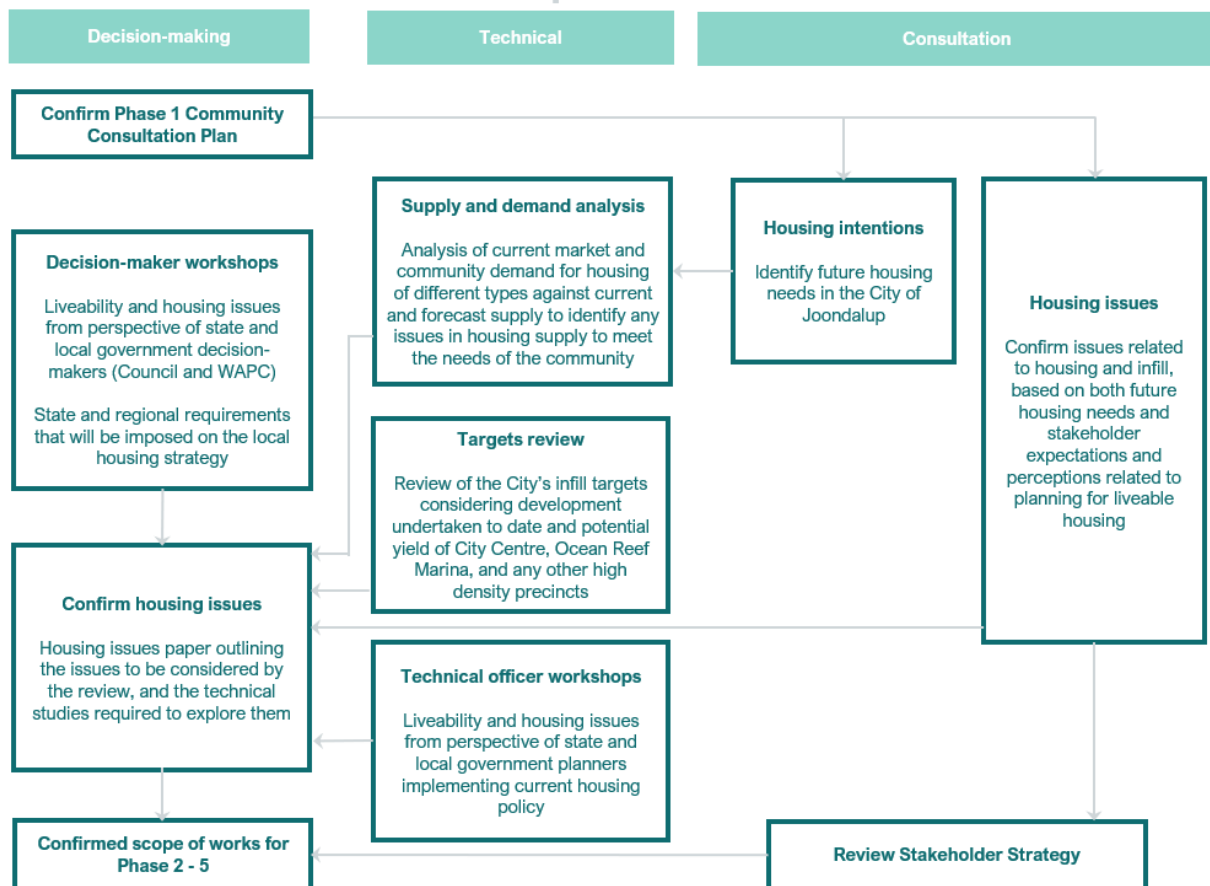 Decision-making
Technical
Consultation
Confirm Phase 1 Community
Consultation Plan
Decision-maker workshops
Liveability and housing issues
from perspective of state and
local government decision-
makers (Council and WAPC)
State and regional requirements
that will be imposed on the local
housing strategy
Supply and demand analysis
Analysis of current market and
community demand for housing
of different types against current
and forecast supply to identify any
issues in housing supply to meet
the needs of the community
Housing intentions
Identify future housing
needs in the City of
Joondalup
Housing issues
Confirm issues related
to housing and infill,
based on both future
housing needs and
stakeholder
expectations and
perceptions related to
planning for liveable
housing
Targets review
Review of the City's infill targets
considering development
undertaken to date and potential
yield of City Centre, Ocean Reef
Marina, and any other high
density precincts
Confirm housing issues
Housing issues paper outlining
the issues to be considered by
the review, and the technical
studies required to explore them
Technical officer workshops
Liveability and housing issues
from perspective of state and
local government planners
implementing current housing
policy
Confirmed scope of works for
Phase 2 - 5
Review Stakeholder Strategy